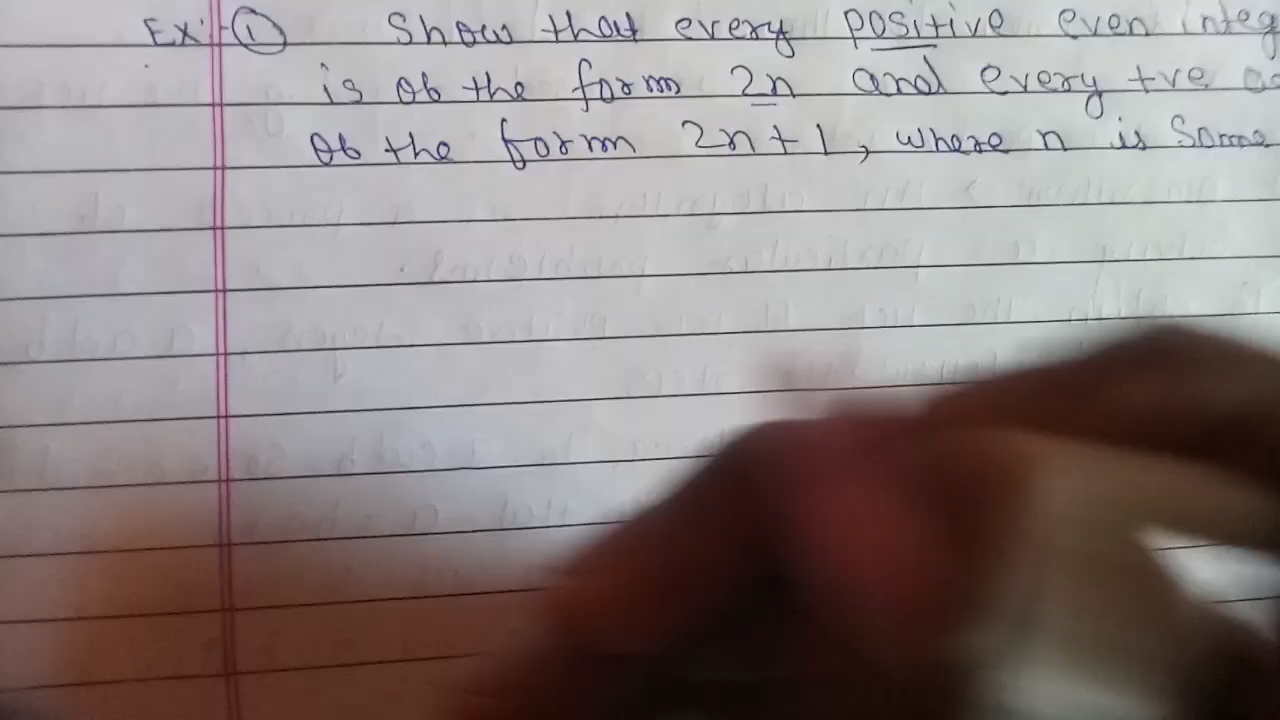 Ex:-① Show that every positive even integ
is of the form 2n and every +ve
of the form 2n+1, where n is Some